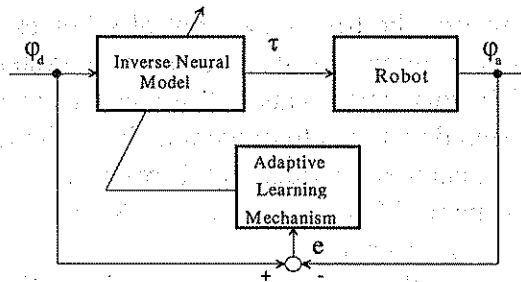 φd
Inverse Neural
Model
τ
Robot
φa
Adaptive
Learning
Mechanism
e
+
-